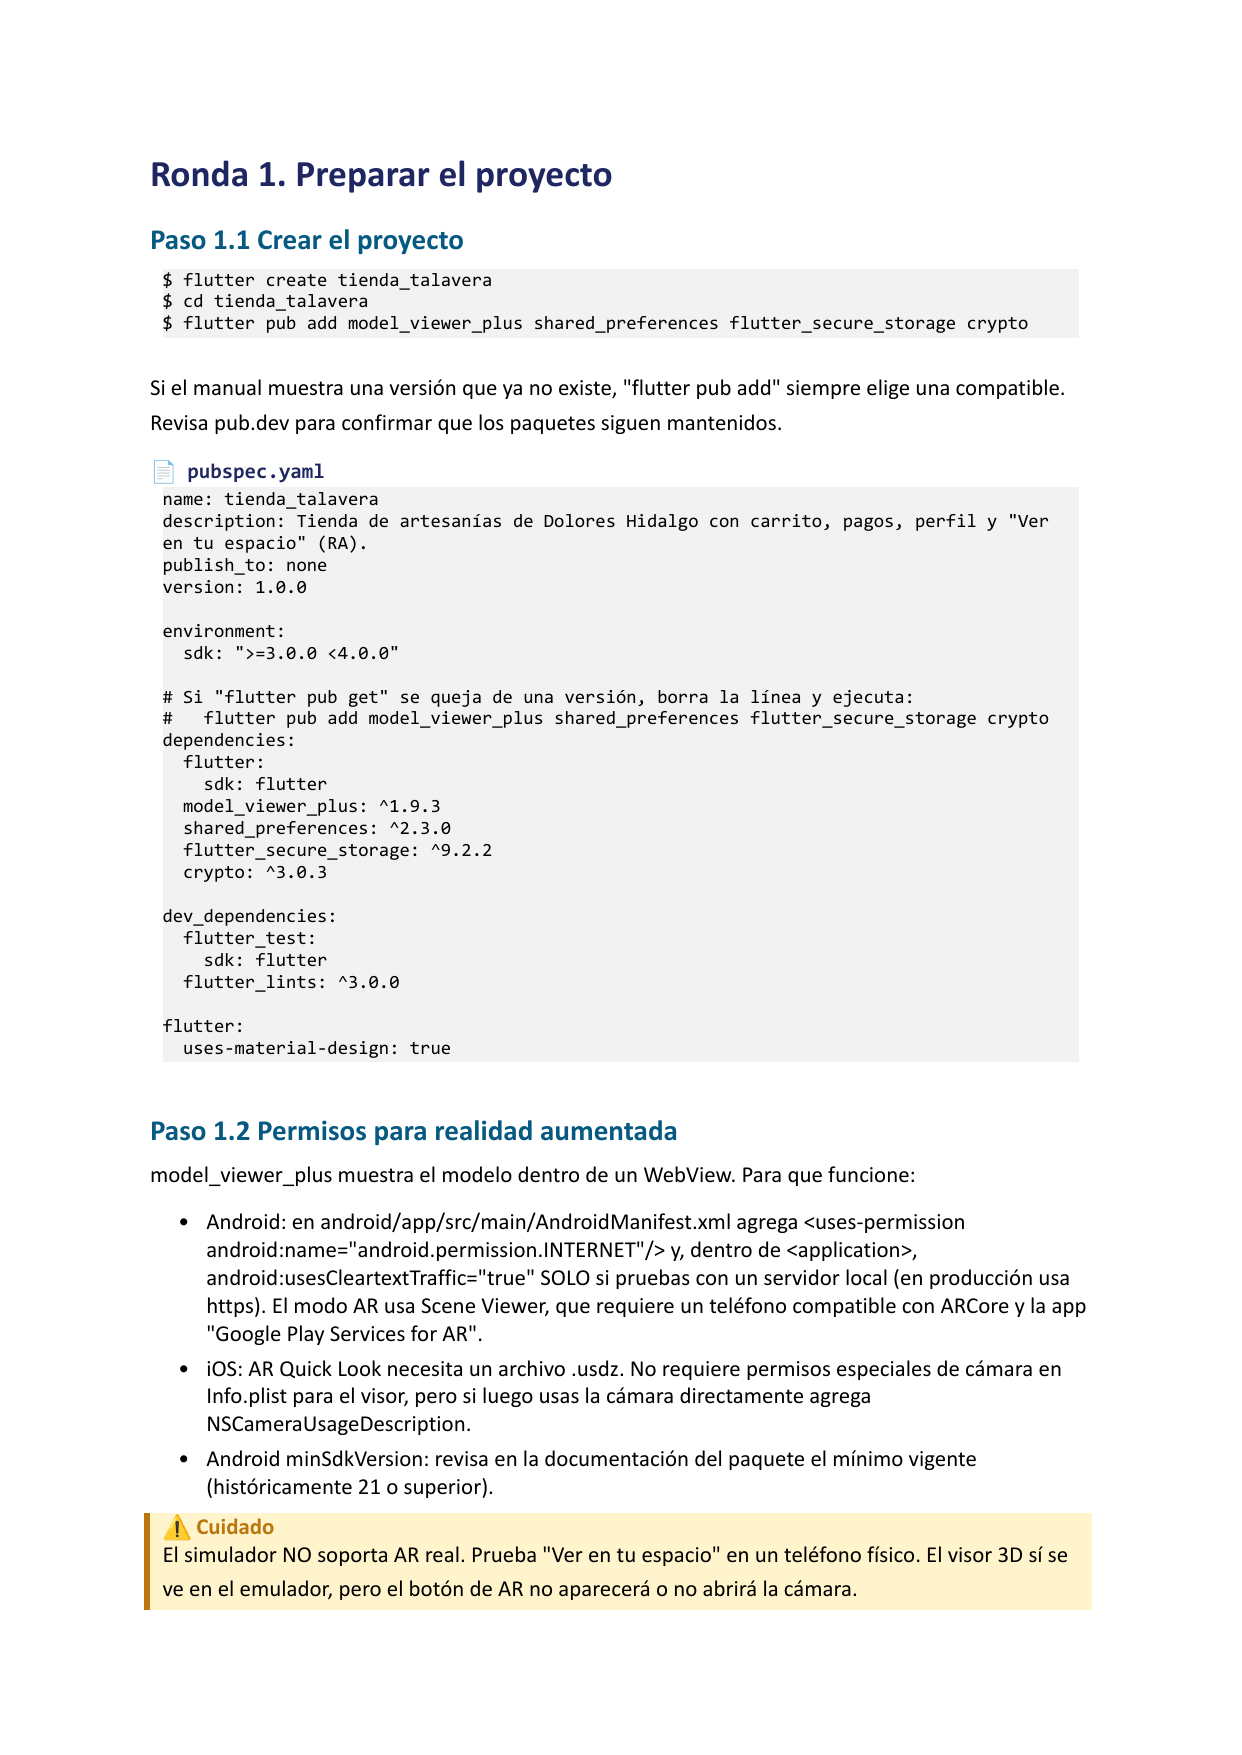 Ronda 1. Preparar el proyecto
Paso 1.1 Crear el proyecto
$ flutter create tienda_talavera
$ cd tienda_talavera
$ flutter pub add model_viewer_plus shared_preferences flutter_secure_storage crypto
Si el manual muestra una versión que ya no existe, "flutter pub add" siempre elige una compatible.
Revisa pub.dev para confirmar que los paquetes siguen mantenidos.
📄 pubspec.yaml
name: tienda_talavera
description: Tienda de artesanías de Dolores Hidalgo con carrito, pagos, perfil y "Ver
en tu espacio" (RA).
publish_to: none
version: 1.0.0
environment:
  sdk: ">=3.0.0 <4.0.0"
# Si "flutter pub get" se queja de una versión, borra la línea y ejecuta:
#   flutter pub add model_viewer_plus shared_preferences flutter_secure_storage crypto
dependencies:
  flutter:
    sdk: flutter
  model_viewer_plus: ^1.9.3
  shared_preferences: ^2.3.0
  flutter_secure_storage: ^9.2.2
  crypto: ^3.0.3
dev_dependencies:
  flutter_test:
    sdk: flutter
  flutter_lints: ^3.0.0
flutter:
  uses-material-design: true
Paso 1.2 Permisos para realidad aumentada
model_viewer_plus muestra el modelo dentro de un WebView. Para que funcione:
• Android: en android/app/src/main/AndroidManifest.xml agrega <uses-permission
android:name="android.permission.INTERNET"/> y, dentro de <application>,
android:usesCleartextTraffic="true" SOLO si pruebas con un servidor local (en producción usa
https). El modo AR usa Scene Viewer, que requiere un teléfono compatible con ARCore y la app
"Google Play Services for AR".
• iOS: AR Quick Look necesita un archivo .usdz. No requiere permisos especiales de cámara en
Info.plist para el visor, pero si luego usas la cámara directamente agrega
NSCameraUsageDescription.
• Android minSdkVersion: revisa en la documentación del paquete el mínimo vigente
(históricamente 21 o superior).
⚠️ Cuidado
El simulador NO soporta AR real. Prueba "Ver en tu espacio" en un teléfono físico. El visor 3D sí se
ve en el emulador, pero el botón de AR no aparecerá o no abrirá la cámara.